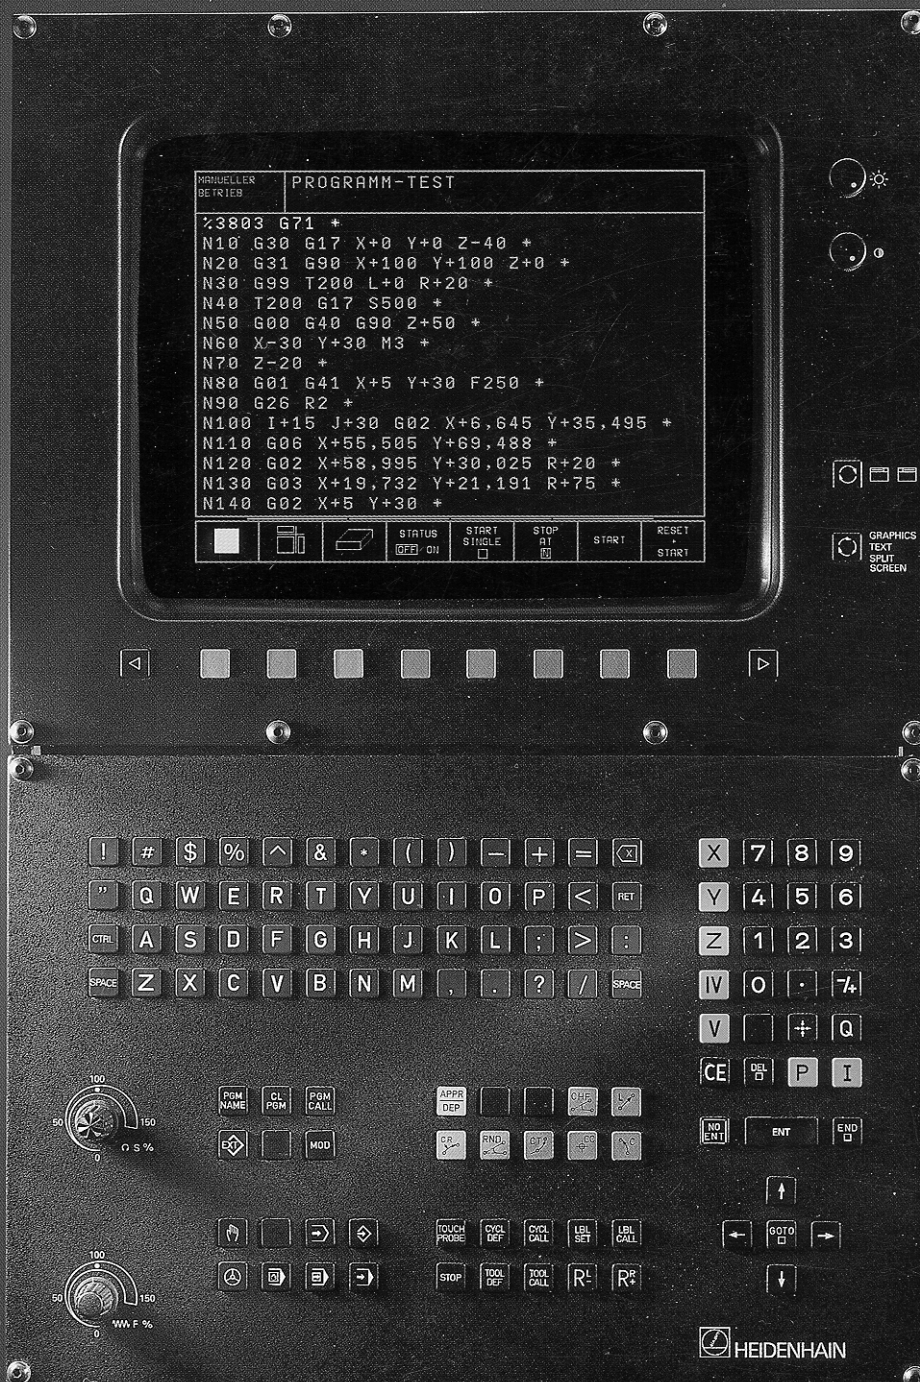 MANUELLER
BETRIEB
PROGRAMM-TEST
%3803 G71 *
N10 G30 G17 X+0 Y+0 Z-40 *
N20 G31 G90 X+100 Y+100 Z+0 *
N30 G99 T200 L+0 R+20 *
N40 T200 G17 S500 *
N50 G00 G40 G90 Z+50 *
N60 X-30 Y+30 M3 *
N70 Z-20 *
N80 G01 G41 X+5 Y+30 F250 *
N90 G26 R2 *
N100 I+15 J+30 G02 X+6,645 Y+35,495 *
N110 G06 X+55,505 Y+69,488 *
N120 G02 X+58,995 Y+30,025 R+20 *
N130 G03 X+19,732 Y+21,191 R+75 *
N140 G02 X+5 Y+30 *
STATUS
OFF / ON
START
SINGLE
STOP
AT
N
START
RESET
+
START
GRAPHICS
TEXT
SPLIT
SCREEN
! # $ % ^ & * ( ) — + = X
" Q W E R T Y U I O P < RET
CTRL A S D F G H J K L ; > :
SPACE Z X C V B N M , . ? / SPACE
X 7 8 9
Y 4 5 6
Z 1 2 3
IV 0 . -/+
V Q
CE DEL P I
NO
ENT
ENT
END
100
50 150
0
S %
PGM
NAME
CL
PGM
PGM
CALL
EXT
MOD
APPR
DEP
CHF
L
CR
RND
CT
CC
C
TOUCH
PROBE
CYCL
DEF
CYCL
CALL
LBL
SET
LBL
CALL
STOP
TOOL
DEF
TOOL
CALL
R L -
R R +
GOTO
100
50 150
0
F %
HEIDENHAIN